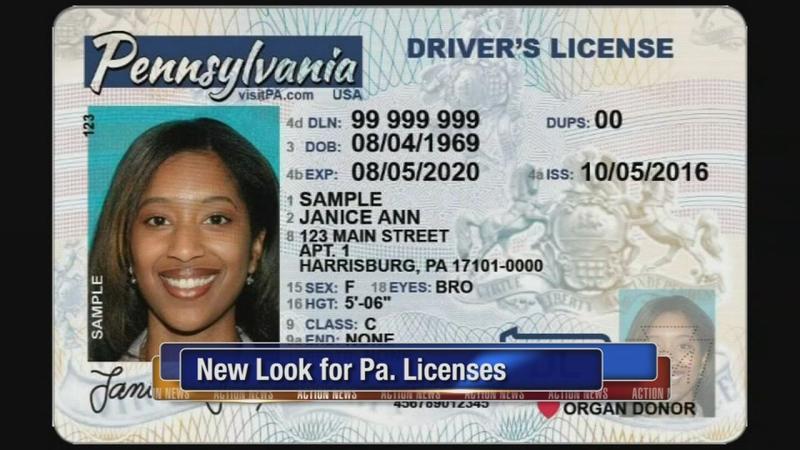 Pennsylvania
visitPA.com USA
DRIVER'S LICENSE
123
4d DLN: 99 999 999
DUPS: 00
3 DOB: 08/04/1969
4b EXP: 08/05/2020
4a ISS: 10/05/2016
1 SAMPLE
2 JANICE ANN
8 123 MAIN STREET
APT. 1
HARRISBURG, PA 17101-0000
15 SEX: F 18 EYES: BRO
16 HGT: 5'-06"
9 CLASS: C
9a END: NONE
SAMPLE
New Look for Pa. Licenses
ACTION NEWS ACTION NEWS ACTION NEWS ACTION NEWS ACTION NEWS
456789012345
ORGAN DONOR